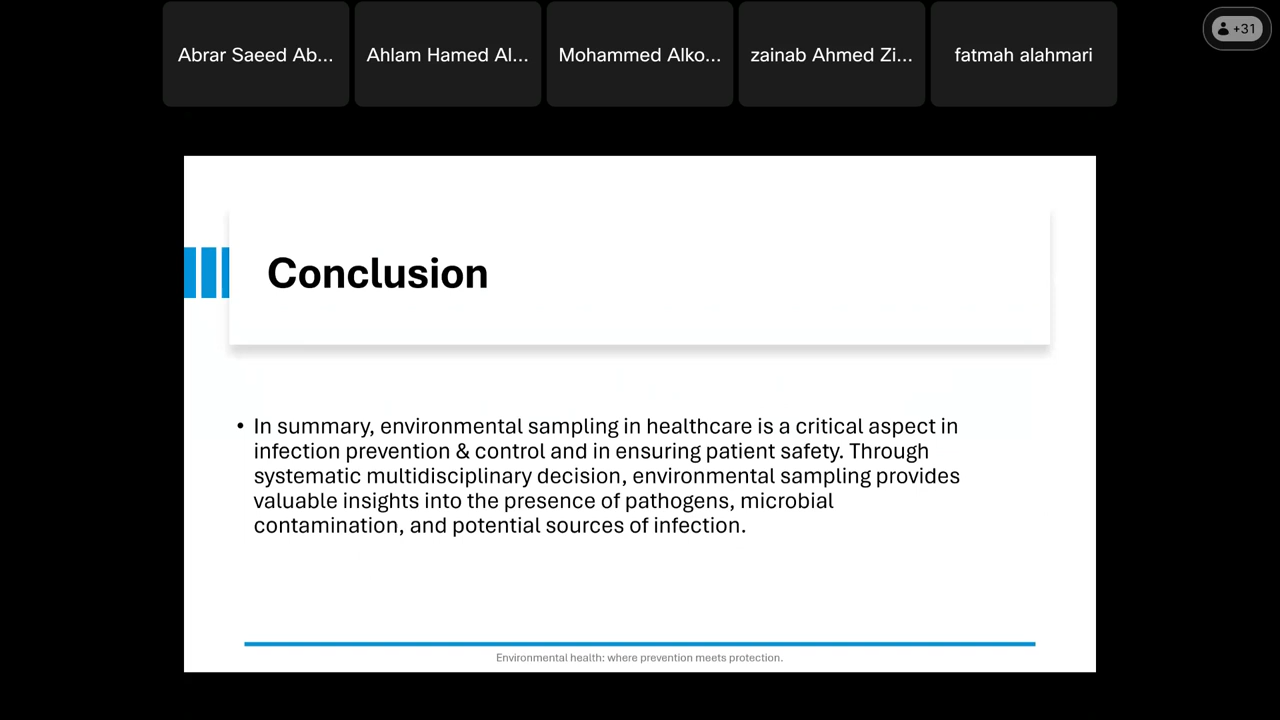 Abrar Saeed Ab...
Ahlam Hamed Al...
Mohammed Alko...
zainab Ahmed Zi...
fatmah alahmari
+31
Conclusion
• In summary, environmental sampling in healthcare is a critical aspect in
infection prevention & control and in ensuring patient safety. Through
systematic multidisciplinary decision, environmental sampling provides
valuable insights into the presence of pathogens, microbial
contamination, and potential sources of infection.
Environmental health: where prevention meets protection.